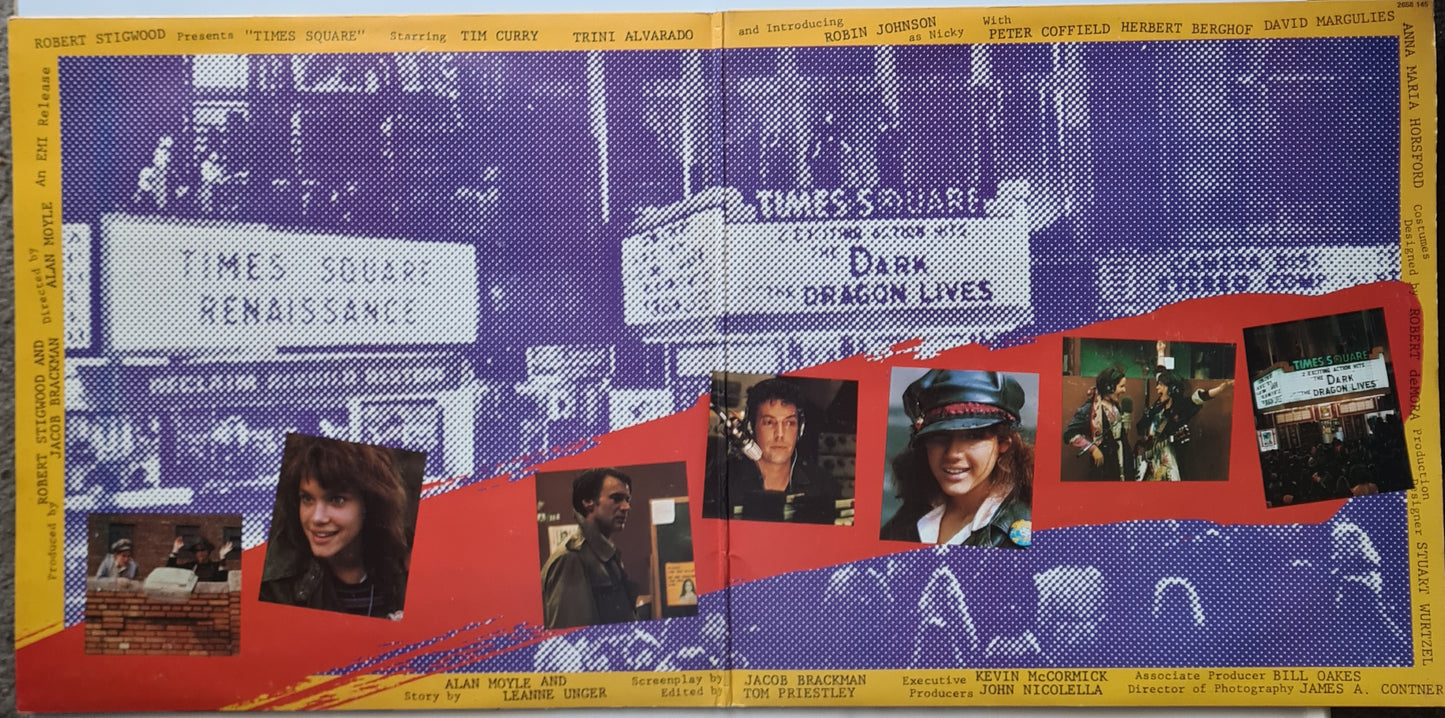 2658 145
ROBERT STIGWOOD Presents "TIMES SQUARE" Starring TIM CURRY TRINI ALVARADO and Introducing ROBIN JOHNSON as Nicky With PETER COFFIELD HERBERT BERGHOF DAVID MARGULIES
ANNA MARIA HORSFORD Costumes Designed by ROBERT deMORA Production Designer STUART WURTZEL
Produced by ROBERT STIGWOOD AND JACOB BRACKMAN Directed by ALAN MOYLE An EMI Release
TIME SQUARE
RENAISSANCE
TIMES SQUARE
2 EXCITING ACTION HITS
THE DARK
THE DRAGON LIVES
TIMES SQUARE
2 EXCITING ACTION HITS
THE DARK
THE DRAGON LIVES
Story by ALAN MOYLE AND LEANNE UNGER
Screenplay by JACOB BRACKMAN
Edited by TOM PRIESTLEY
Executive Producers KEVIN McCORMICK JOHN NICOLELLA
Associate Producer BILL OAKES
Director of Photography JAMES A. CONTNER